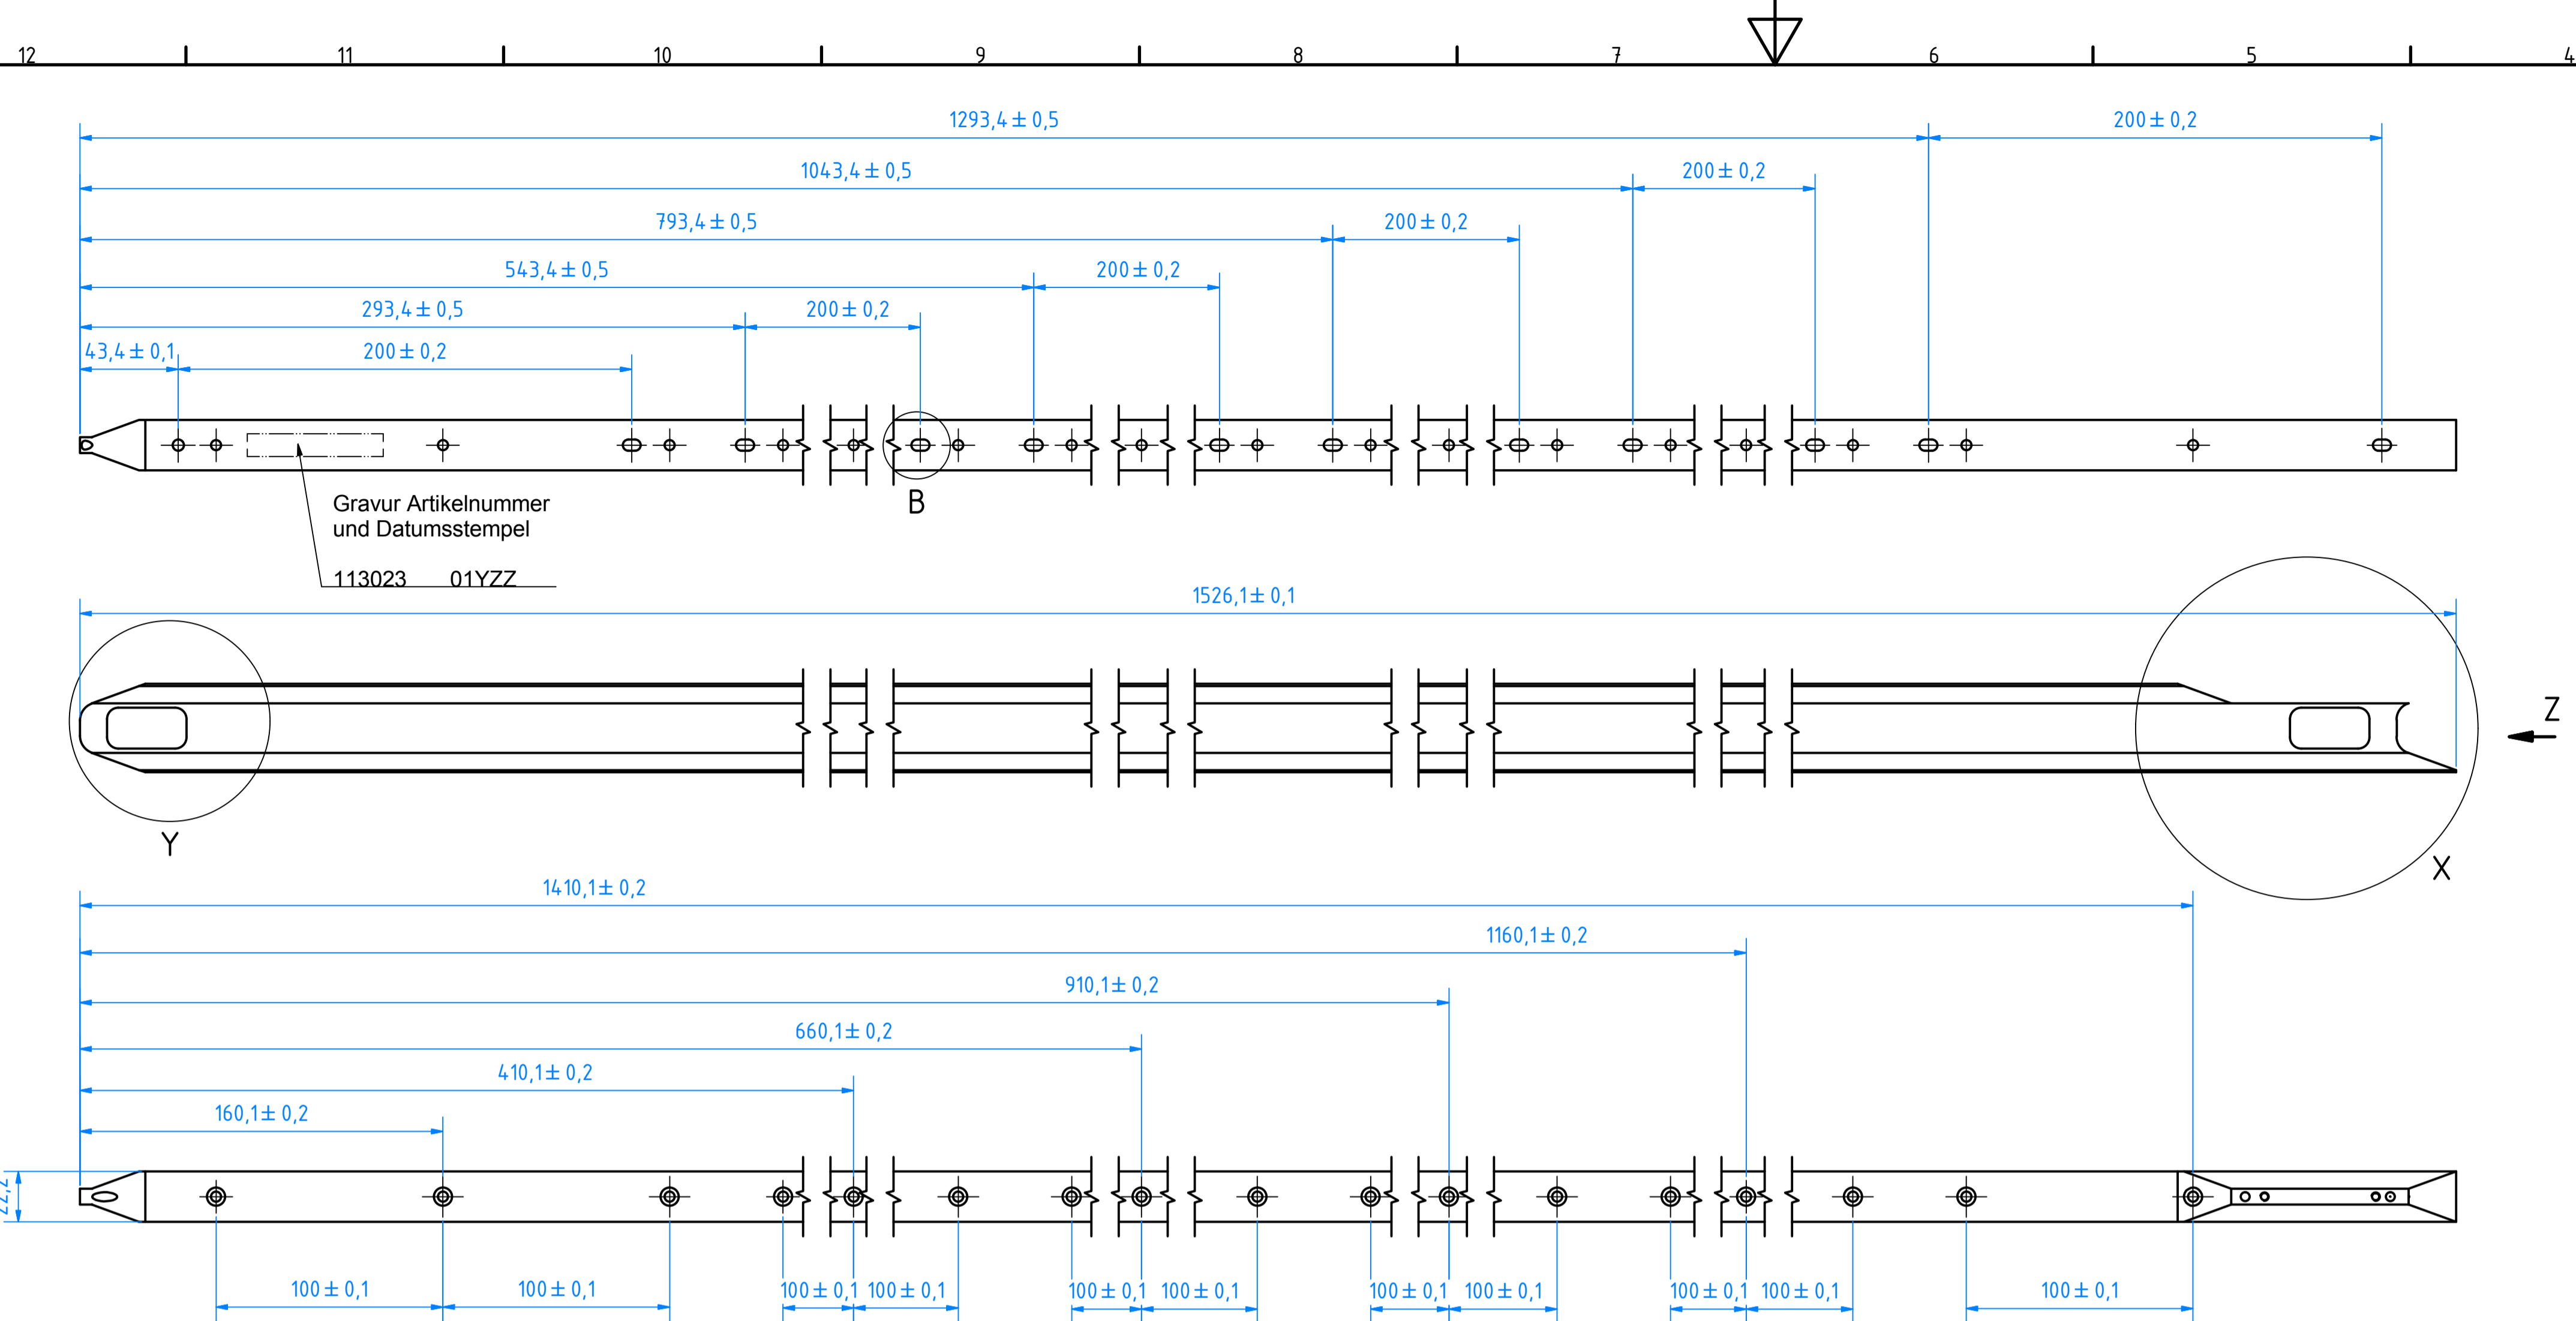 12 11 10 9 8 7 6 5 4
1293,4 ± 0,5 200 ± 0,2
1043,4 ± 0,5 200 ± 0,2
793,4 ± 0,5 200 ± 0,2
543,4 ± 0,5 200 ± 0,2
293,4 ± 0,5 200 ± 0,2
43,4 ± 0,1 200 ± 0,2
B
Gravur Artikelnummer
und Datumsstempel
113023 01YZZ
1526,1 ± 0,1
Z
Y
X
1410,1 ± 0,2
1160,1 ± 0,2
910,1 ± 0,2
660,1 ± 0,2
410,1 ± 0,2
160,1 ± 0,2
22,2
100 ± 0,1 100 ± 0,1 100 ± 0,1 100 ± 0,1 100 ± 0,1 100 ± 0,1 100 ± 0,1 100 ± 0,1 100 ± 0,1 100 ± 0,1 100 ± 0,1